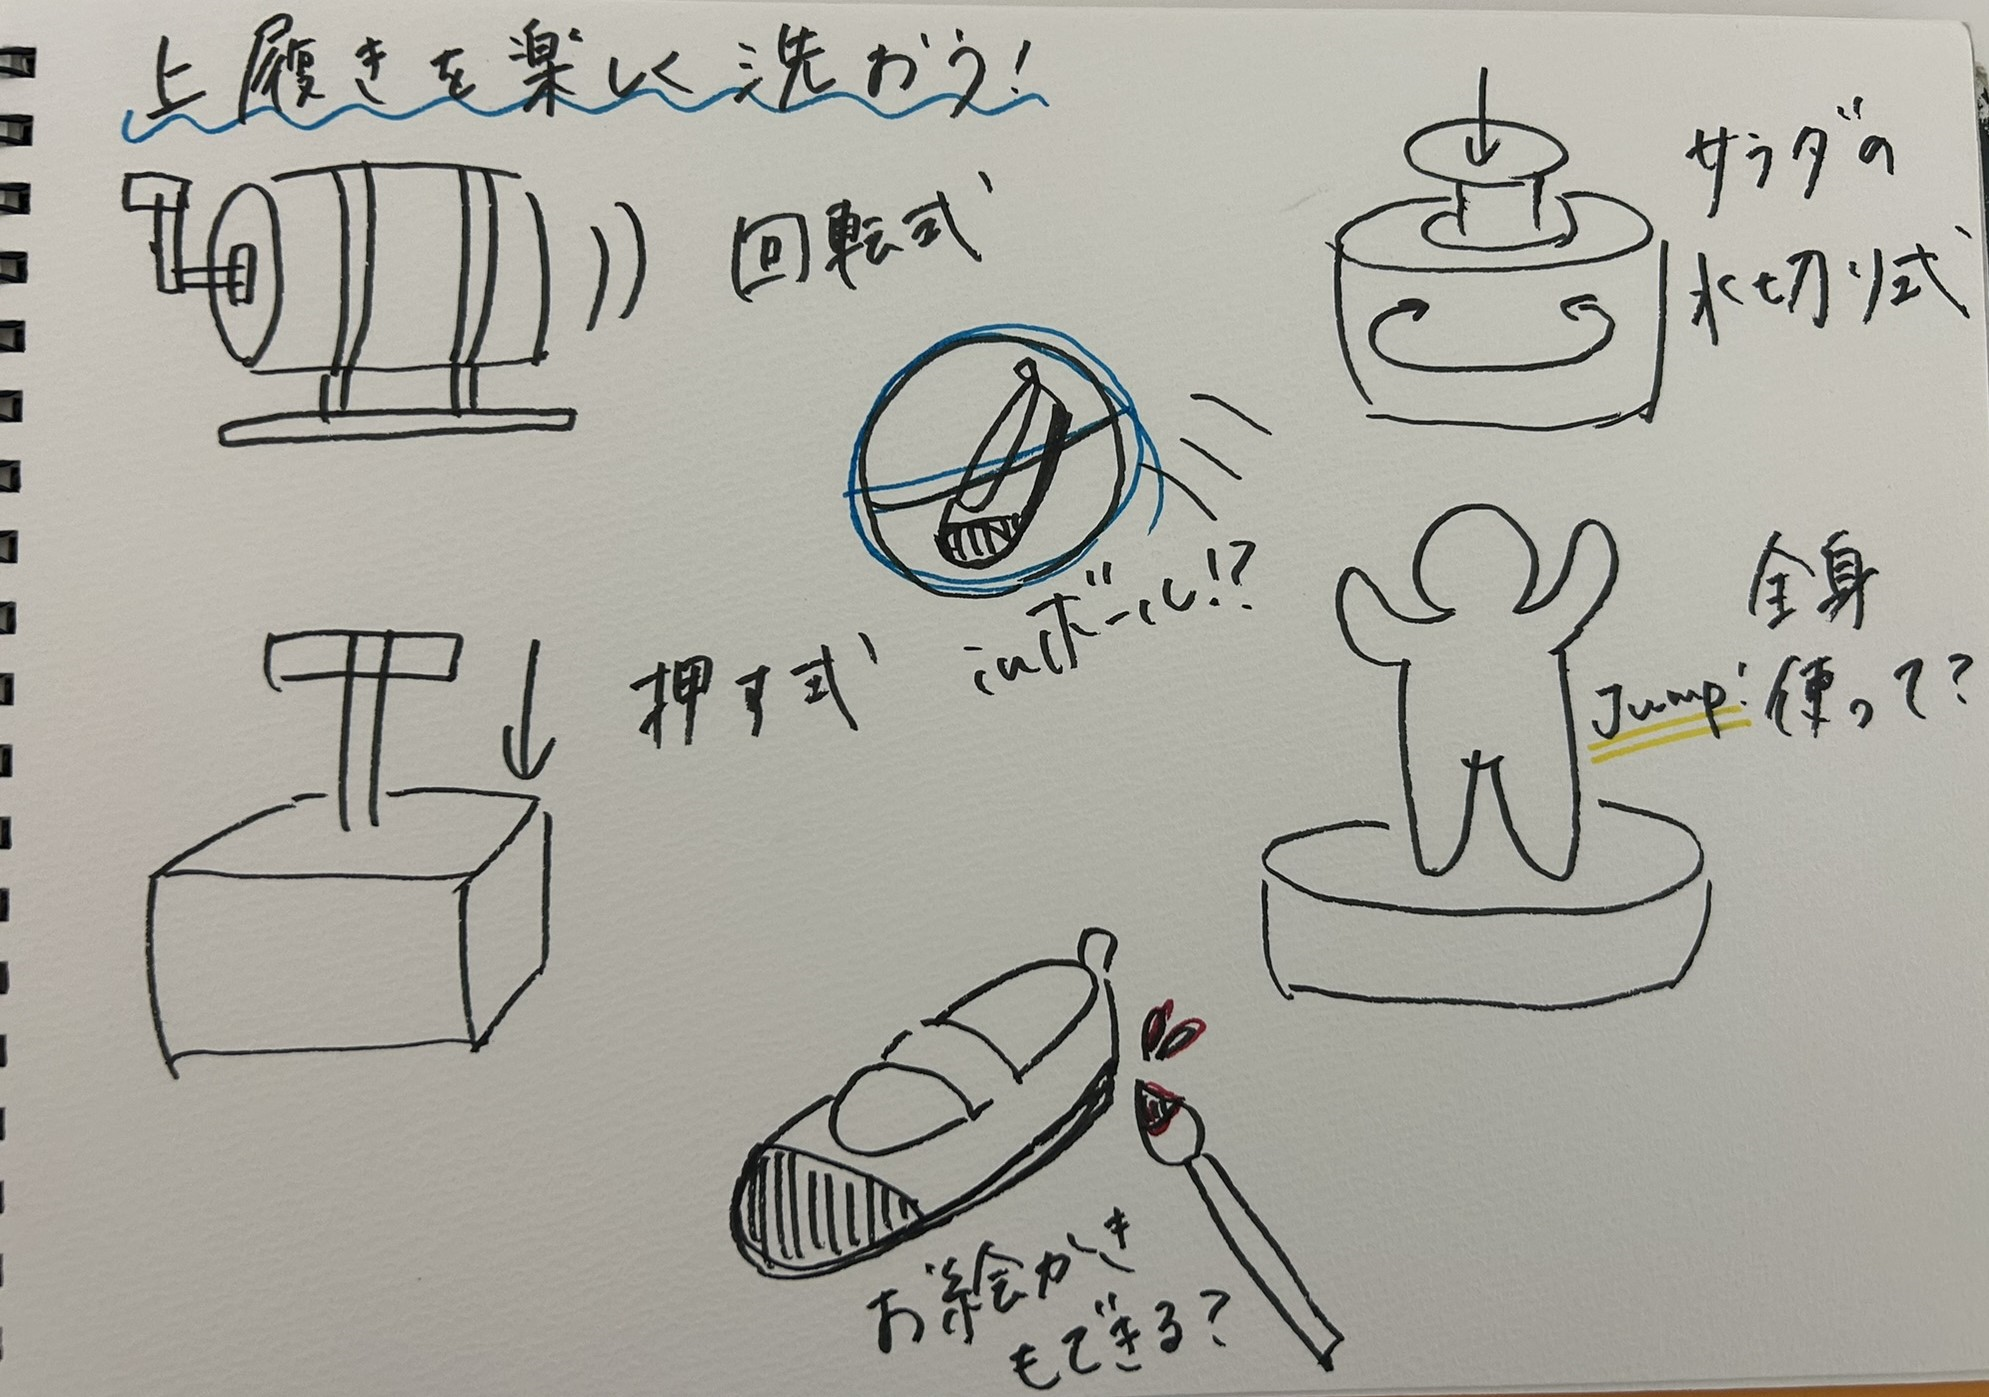 上履きを楽しく洗おう！
回転式
サラダの
水切り式
inボール!?
押す式
全身
使って？
Jump!
お絵かき
もできる？